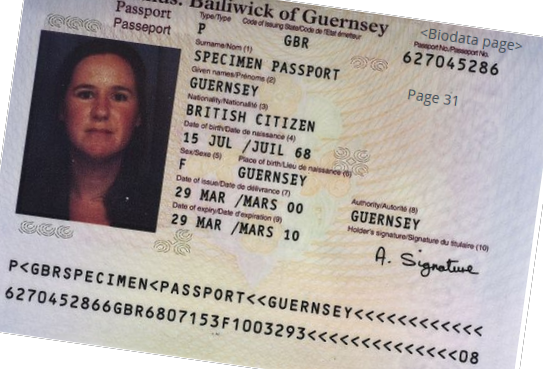 Bailiwick of Guernsey
Passport
Passeport
Type/Type
Code of issuing State/Code de l'Etat émetteur
<Biodata page>
Passport No./Passeport No.
P
GBR
627045286
Surname/Nom (1)
SPECIMEN PASSPORT
Given names/Prénoms (2)
GUERNSEY
Page 31
Nationality/Nationalité (3)
BRITISH CITIZEN
Date of birth/Date de naissance (4)
15 JUL /JUIL 68
Sex/Sexe (5)
Place of birth/Lieu de naissance (6)
F
GUERNSEY
Date of issue/Date de délivrance (7)
29 MAR /MARS 00
Authority/Autorité (8)
GUERNSEY
Date of expiry/Date d'expiration (9)
29 MAR /MARS 10
Holder's signature/Signature du titulaire (10)
A. Signature
P<GBRSPECIMEN<PASSPORT<<GUERNSEY<<<<<<<<<<<<
6270452866GBR6807153F1003293<<<<<<<<<<<<<<08